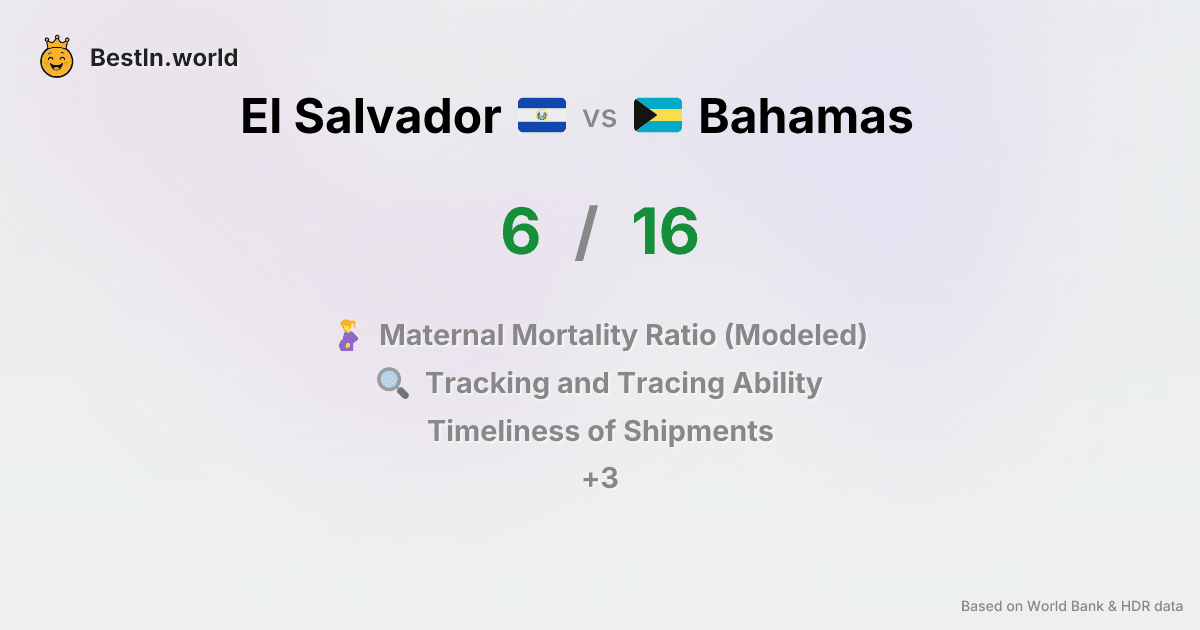 BestIn.world
El Salvador vs Bahamas
6 / 16
Maternal Mortality Ratio (Modeled)
Tracking and Tracing Ability
Timeliness of Shipments
+3
Based on World Bank & HDR data